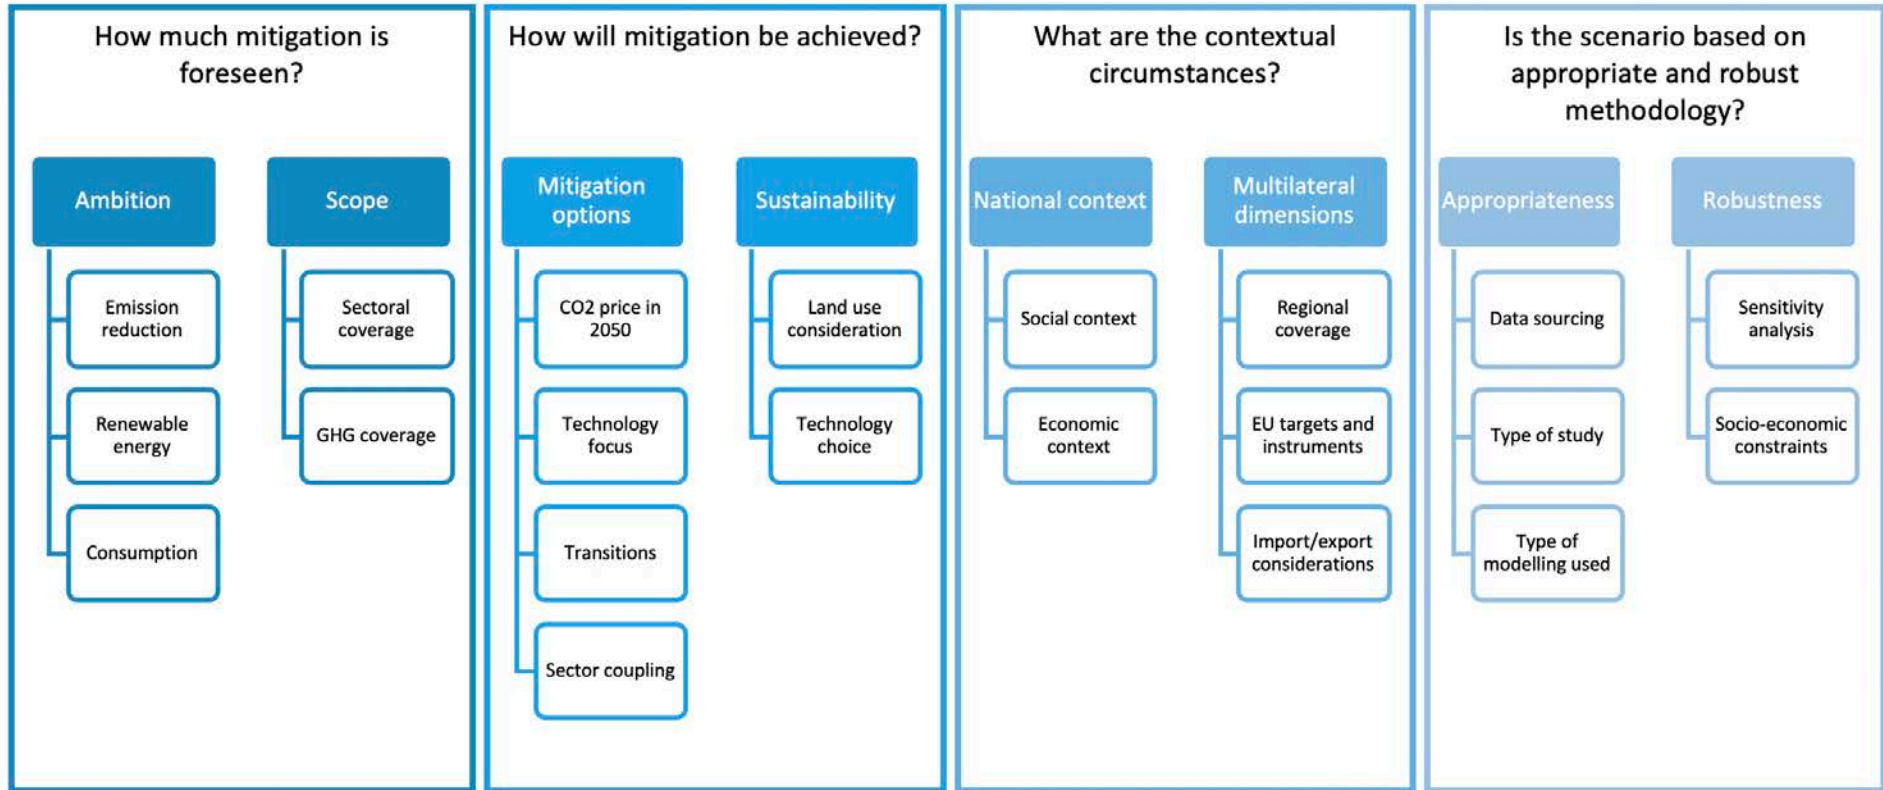 How much mitigation is
foreseen?
Ambition
Emission
reduction
Renewable
energy
Consumption
Scope
Sectoral
coverage
GHG coverage
How will mitigation be achieved?
Mitigation
options
CO2 price in
2050
Technology
focus
Transitions
Sector coupling
Sustainability
Land use
consideration
Technology
choice
What are the contextual
circumstances?
National context
Social context
Economic
context
Multilateral
dimensions
Regional
coverage
EU targets and
instruments
Import/export
considerations
Is the scenario based on
appropriate and robust
methodology?
Appropriateness
Data sourcing
Type of study
Type of
modelling used
Robustness
Sensitivity
analysis
Socio-economic
constraints